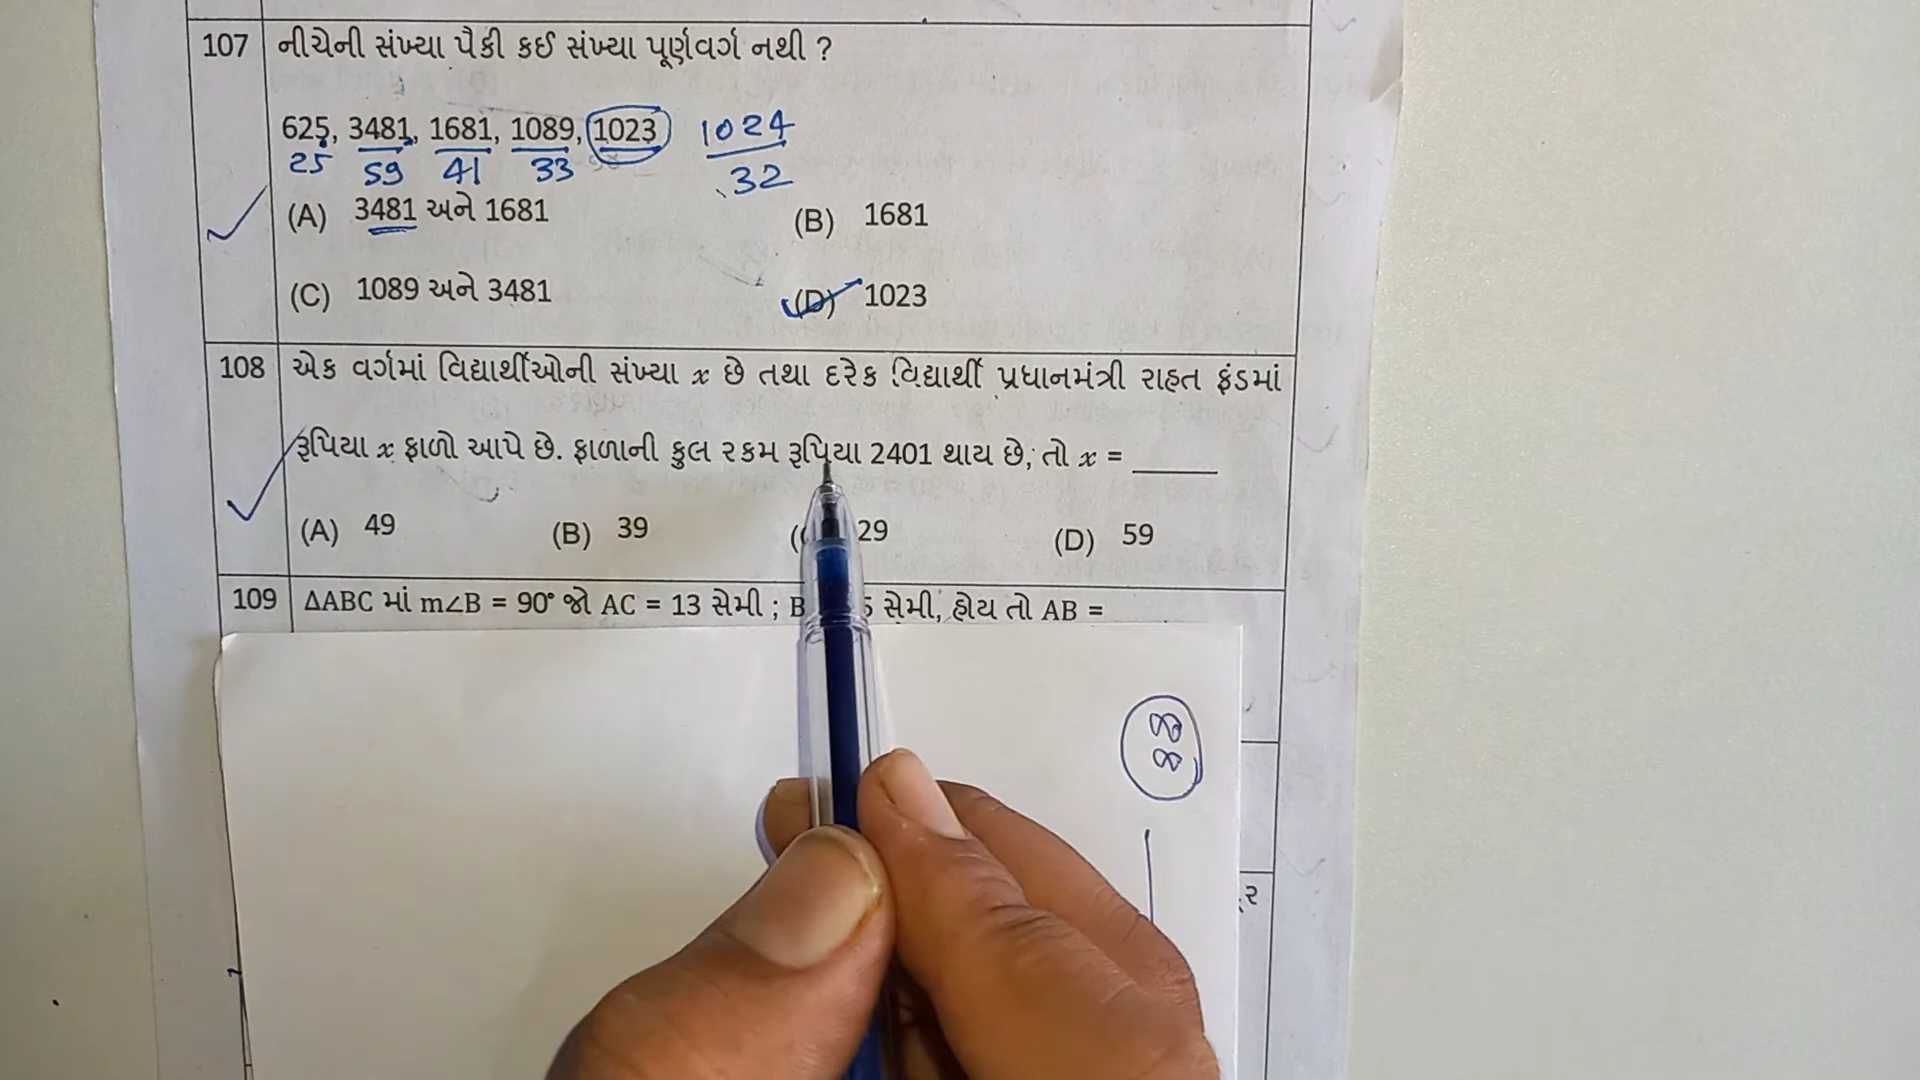 107 નીચેની સંખ્યા પૈકી કઈ સંખ્યા પૂર્ણવર્ગ નથી ?
625, 3481, 1681, 1089, 1023 1024
25 59 41 33 32
(A) 3481 અને 1681 (B) 1681
(C) 1089 અને 3481 (D) 1023
108 એક વર્ગમાં વિદ્યાર્થીઓની સંખ્યા x છે તથા દરેક વિદ્યાર્થી પ્રધાનમંત્રી રાહત ફંડમાં
રૂપિયા x ફાળો આપે છે. ફાળાની કુલ રકમ રૂપિયા 2401 થાય છે, તો x = ______
(A) 49 (B) 39 29 (D) 59
109 ΔABC માં m∠B = 90° જો AC = 13 સેમી ; B સેમી, હોય તો AB =